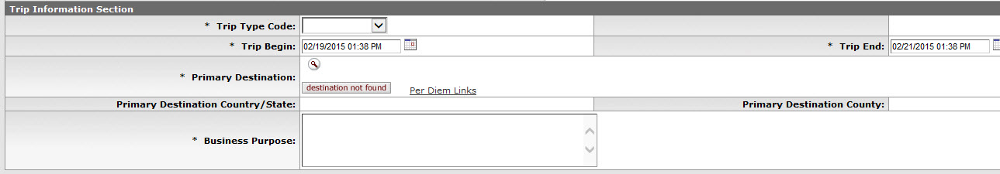 Trip Information Section
* Trip Type Code:
* Trip Begin: 02/19/2015 01:38 PM * Trip End: 02/21/2015 01:38 PM
* Primary Destination:
destination not found Per Diem Links
Primary Destination Country/State: Primary Destination County:
* Business Purpose: